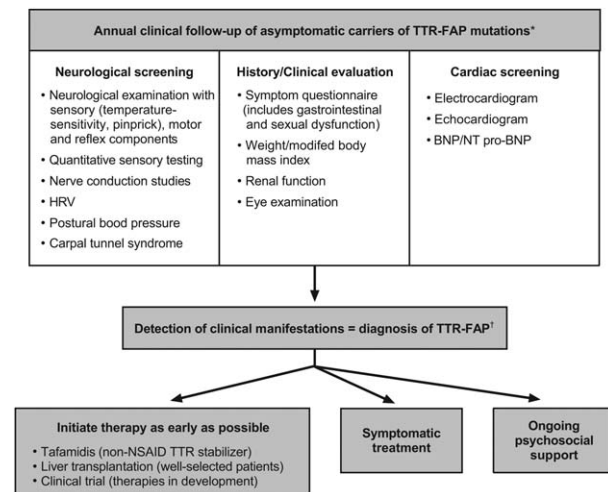 Annual clinical follow-up of asymptomatic carriers of TTR-FAP mutations*
Neurological screening
• Neurological examination with
sensory (temperature-
sensitivity, pinprick), motor
and reflex components
• Quantitative sensory testing
• Nerve conduction studies
• HRV
• Postural bood pressure
• Carpal tunnel syndrome
History/Clinical evaluation
• Symptom questionnaire
(includes gastrointestinal
and sexual dysfunction)
• Weight/modifed body
mass index
• Renal function
• Eye examination
Cardiac screening
• Electrocardiogram
• Echocardiogram
• BNP/NT pro-BNP
Detection of clinical manifestations = diagnosis of TTR-FAP†
Initiate therapy as early as possible
• Tafamidis (non-NSAID TTR stabilizer)
• Liver transplantation (well-selected patients)
• Clinical trial (therapies in development)
Symptomatic
treatment
Ongoing
psychosocial
support